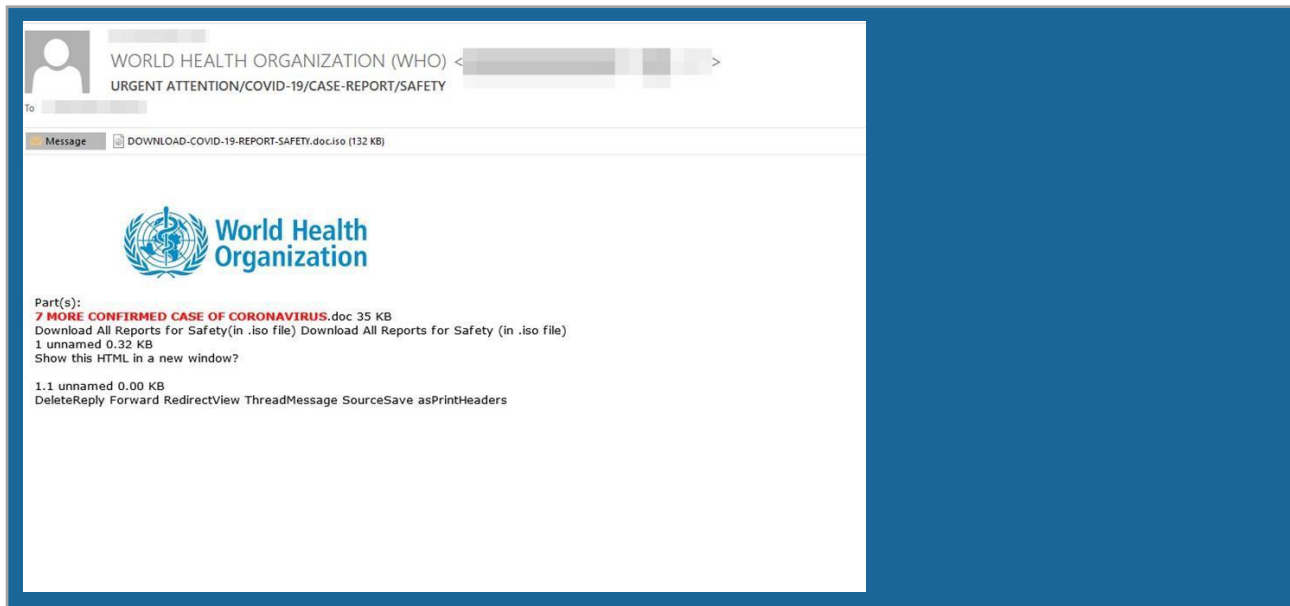 WORLD HEALTH ORGANIZATION (WHO) < >
URGENT ATTENTION/COVID-19/CASE-REPORT/SAFETY
To
Message DOWNLOAD-COVID-19-REPORT-SAFETY.doc.iso (132 KB)
World Health
Organization
Part(s):
7 MORE CONFIRMED CASE OF CORONAVIRUS.doc 35 KB
Download All Reports for Safety(in .iso file) Download All Reports for Safety (in .iso file)
1 unnamed 0.32 KB
Show this HTML in a new window?
1.1 unnamed 0.00 KB
DeleteReply Forward RedirectView ThreadMessage SourceSave asPrintHeaders